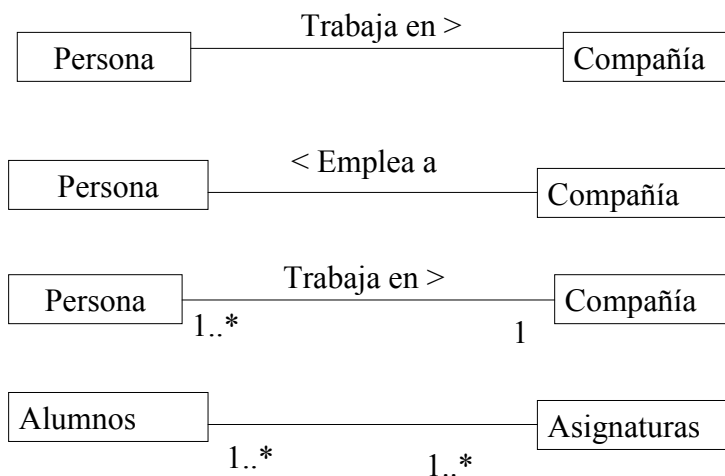 Trabaja en >
Persona
Compañía
< Emplea a
Persona
Compañía
Trabaja en >
Persona
Compañía
1..*
1
Alumnos
Asignaturas
1..*
1..*